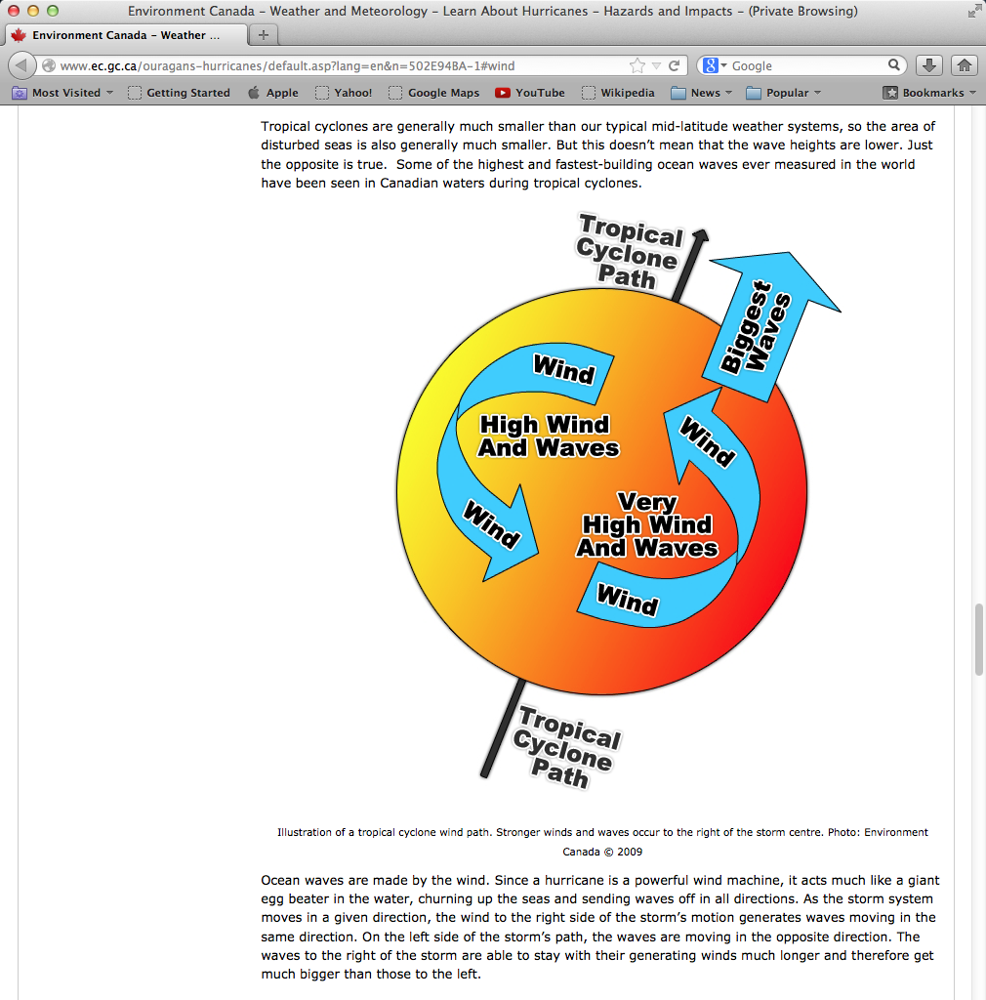 Environment Canada – Weather and Meteorology – Learn About Hurricanes – Hazards and Impacts – (Private Browsing)
Environment Canada – Weather ...
www.ec.gc.ca/ouragans-hurricanes/default.asp?lang=en&n=502E94BA-1#wind
Google
Most Visited
Getting Started
Apple
Yahoo!
Google Maps
YouTube
Wikipedia
News
Popular
Bookmarks
Tropical cyclones are generally much smaller than our typical mid-latitude weather systems, so the area of
disturbed seas is also generally much smaller. But this doesn't mean that the wave heights are lower. Just
the opposite is true.  Some of the highest and fastest-building ocean waves ever measured in the world
have been seen in Canadian waters during tropical cyclones.
Tropical
Cyclone
Path
Biggest
Waves
Wind
High Wind
And Waves
Wind
Wind
Very
High Wind
And Waves
Wind
Tropical
Cyclone
Path
Illustration of a tropical cyclone wind path. Stronger winds and waves occur to the right of the storm centre. Photo: Environment
Canada © 2009
Ocean waves are made by the wind. Since a hurricane is a powerful wind machine, it acts much like a giant
egg beater in the water, churning up the seas and sending waves off in all directions. As the storm system
moves in a given direction, the wind to the right side of the storm's motion generates waves moving in the
same direction. On the left side of the storm's path, the waves are moving in the opposite direction. The
waves to the right of the storm are able to stay with their generating winds much longer and therefore get
much bigger than those to the left.